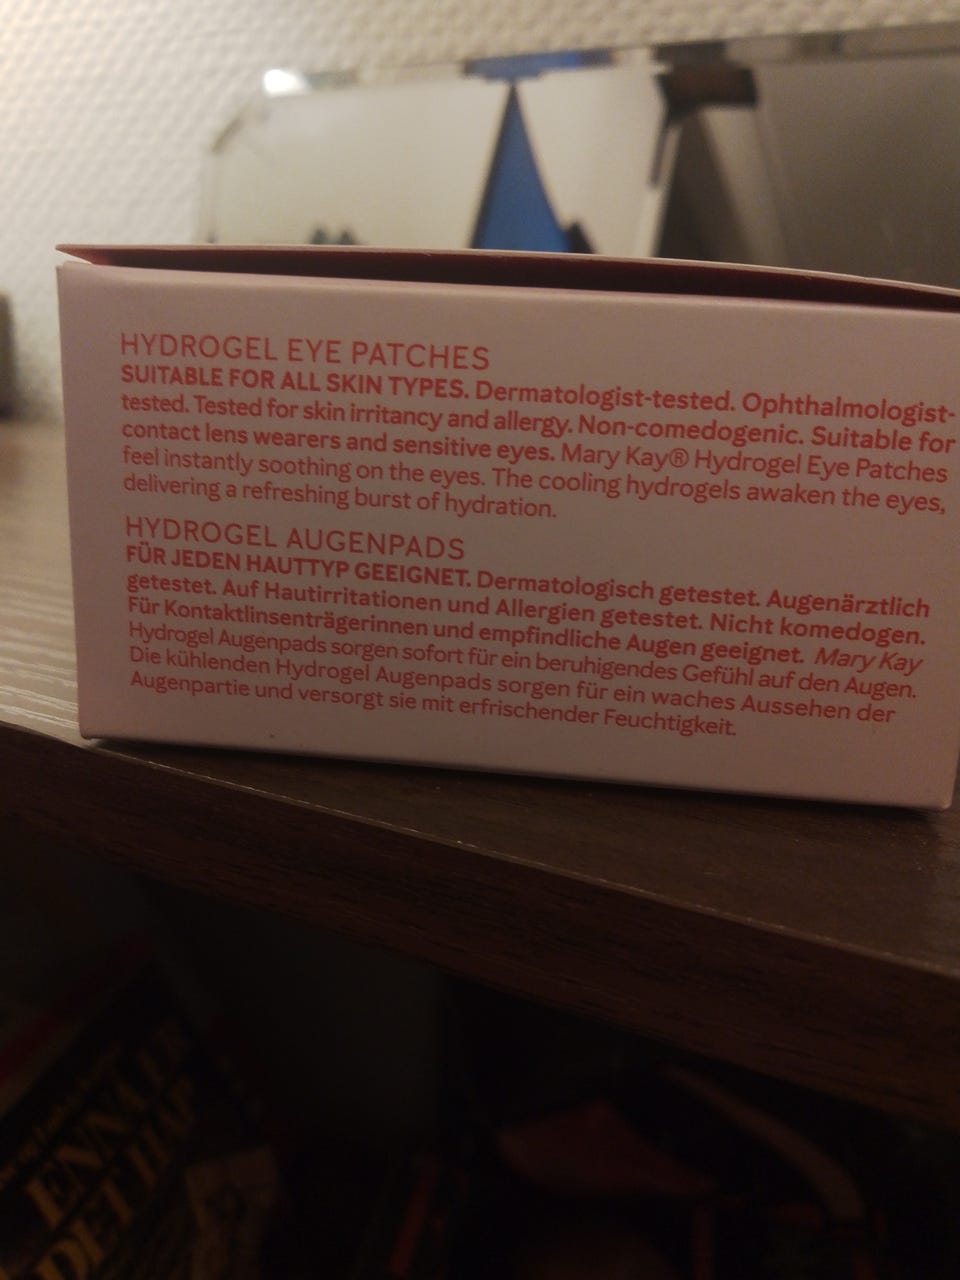 HYDROGEL EYE PATCHES
SUITABLE FOR ALL SKIN TYPES. Dermatologist-tested. Ophthalmologist-
tested. Tested for skin irritancy and allergy. Non-comedogenic. Suitable for
contact lens wearers and sensitive eyes. Mary Kay® Hydrogel Eye Patches
feel instantly soothing on the eyes. The cooling hydrogels awaken the eyes,
delivering a refreshing burst of hydration.
HYDROGEL AUGENPADS
FÜR JEDEN HAUTTYP GEEIGNET. Dermatologisch getestet. Augenärztlich
getestet. Auf Hautirritationen und Allergien getestet. Nicht komedogen.
Für Kontaktlinsenträgerinnen und empfindliche Augen geeignet. Mary Kay
Hydrogel Augenpads sorgen sofort für ein beruhigendes Gefühl auf den Augen.
Die kühlenden Hydrogel Augenpads sorgen für ein waches Aussehen der
Augenpartie und versorgt sie mit erfrischender Feuchtigkeit.